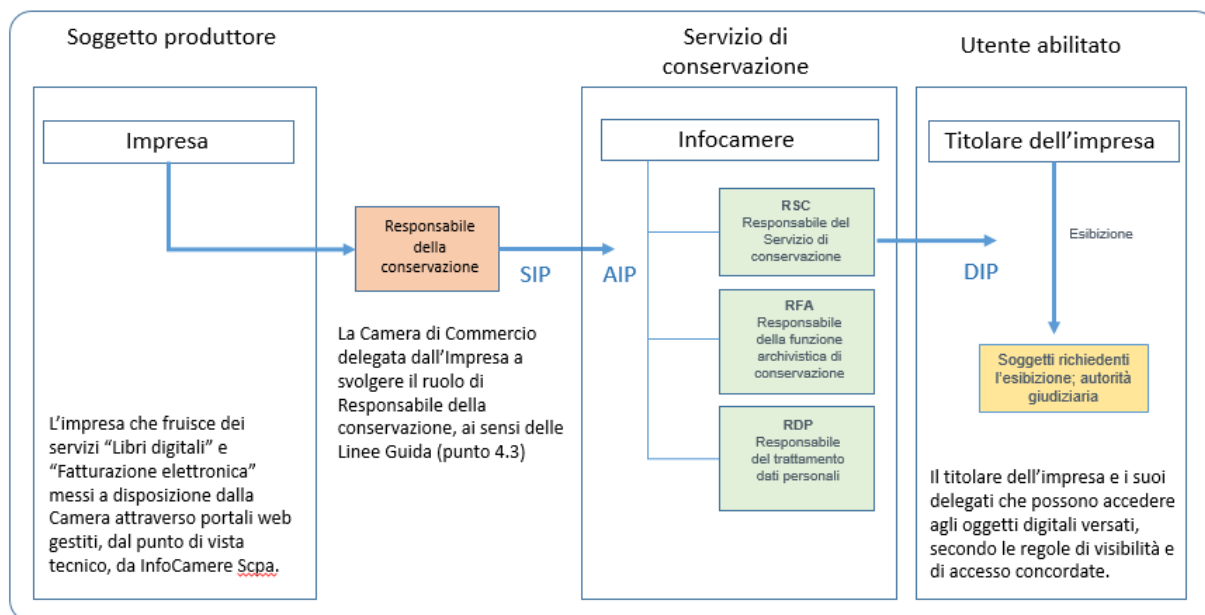 Soggetto produttore
Impresa
L'impresa che fruisce dei
servizi "Libri digitali" e
"Fatturazione elettronica"
messi a disposizione dalla
Camera attraverso portali web
gestiti, dal punto di vista
tecnico, da InfoCamere Scpa.
Responsabile
della
conservazione
SIP
La Camera di Commercio
delegata dall'Impresa a
svolgere il ruolo di
Responsabile della
conservazione, ai sensi delle
Linee Guida (punto 4.3)
Servizio di
conservazione
Infocamere
AIP
RSC
Responsabile del
Servizio di
conservazione
RFA
Responsabile
della funzione
archivistica di
conservazione
RDP
Responsabile
del trattamento
dati personali
Utente abilitato
Titolare dell'impresa
Esibizione
DIP
Soggetti richiedenti
l'esibizione; autorità
giudiziaria
Il titolare dell'impresa e i suoi
delegati che possono accedere
agli oggetti digitali versati,
secondo le regole di visibilità e
di accesso concordate.